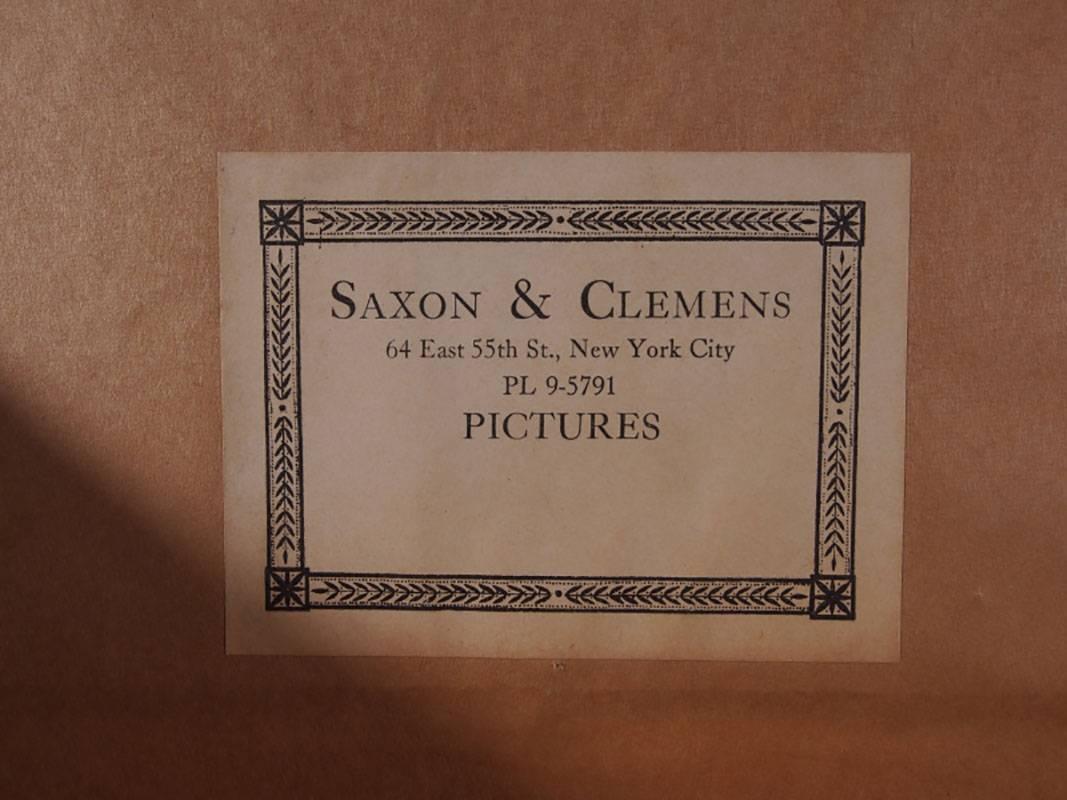 SAXON & CLEMENS
64 East 55th St., New York City
PL 9-5791
PICTURES